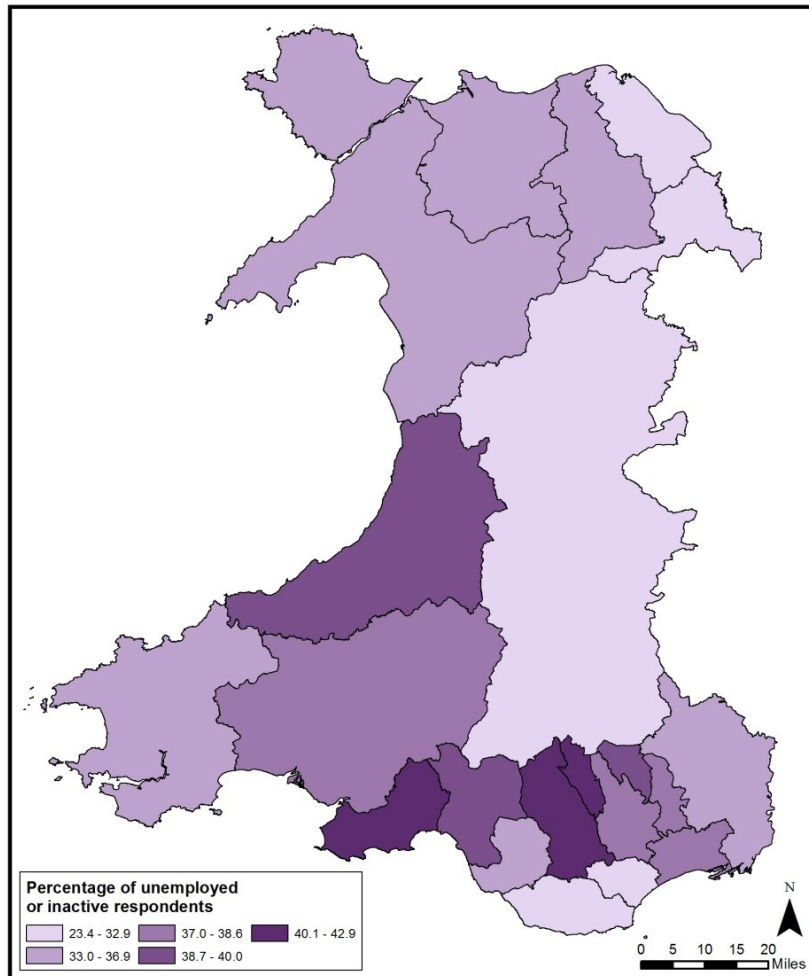 Percentage of unemployed
or inactive respondents
23.4 - 32.9 37.0 - 38.6 40.1 - 42.9
33.0 - 36.9 38.7 - 40.0
N
0 5 10 15 20
Miles